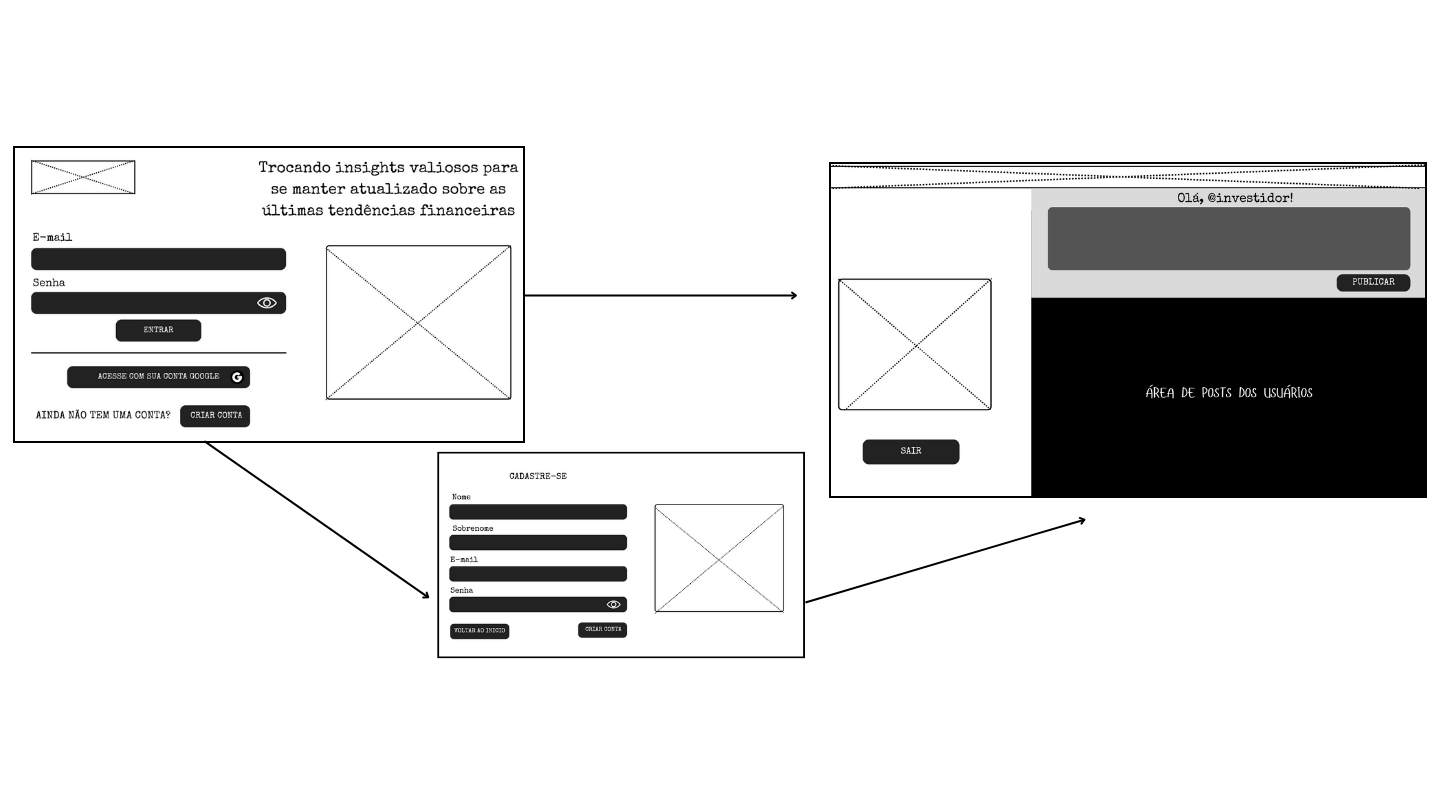 Trocando insights valiosos para
se manter atualizado sobre as
últimas tendências financeiras
E-mail
Senha
ENTRAR
ACESSE COM SUA CONTA GOOGLE G
AINDA NÃO TEM UMA CONTA? CRIAR CONTA
CADASTRE-SE
Nome
Sobrenome
E-mail
Senha
VOLTAR AO INICIO CRIAR CONTA
Olá, @investidor!
PUBLICAR
ÁREA DE POSTS DOS USUÁRIOS
SAIR